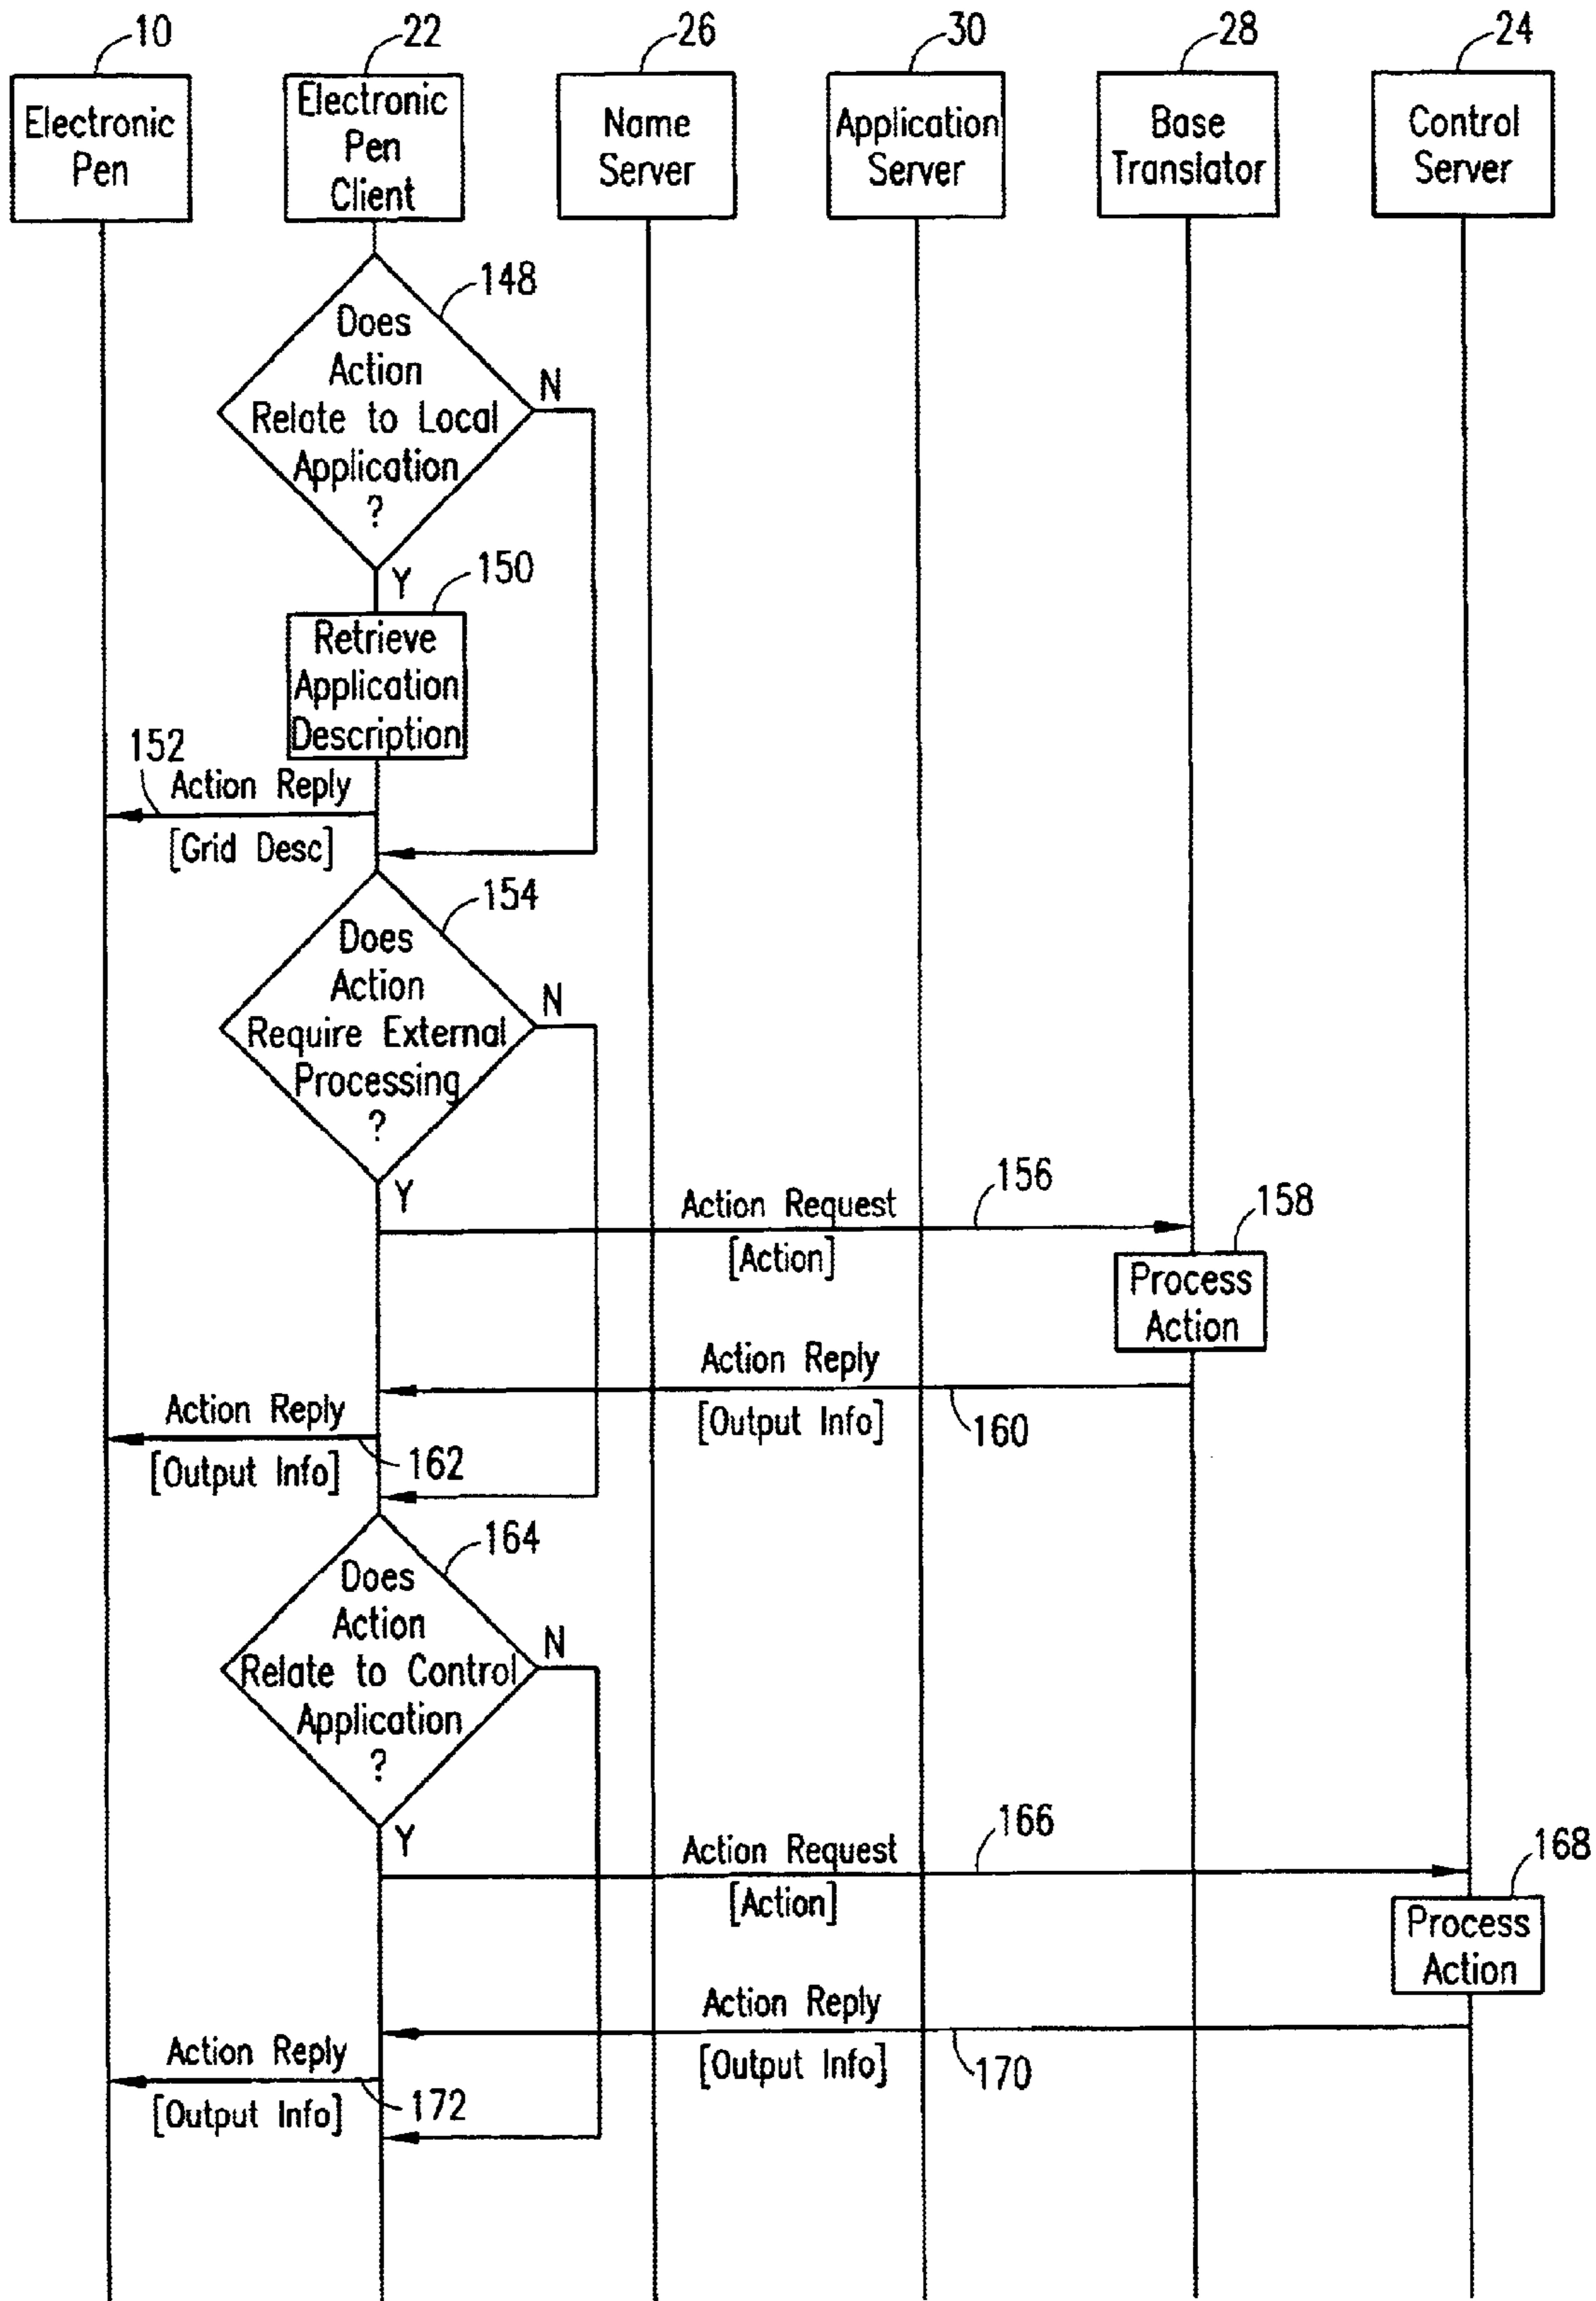 10
22
26
30
28
24
Electronic
Pen
Electronic
Pen
Client
Name
Server
Application
Server
Base
Translator
Control
Server
148
Does
Action
Relate to Local
Application
?
N
Y
150
Retrieve
Application
Description
152
Action Reply
[Grid Desc]
154
Does
Action
Require External
Processing
?
N
Y
Action Request
156
[Action]
158
Process
Action
Action Reply
[Output Info]
160
Action Reply
[Output Info]
162
164
Does
Action
Relate to Control
Application
?
N
Y
Action Request
166
[Action]
168
Process
Action
Action Reply
[Output Info]
170
Action Reply
[Output Info]
172